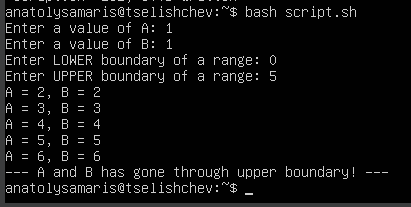 anatolysamaris@tselishchev:~$ bash script.sh
Enter a value of A: 1
Enter a value of B: 1
Enter LOWER boundary of a range: 0
Enter UPPER boundary of a range: 5
A = 2, B = 2
A = 3, B = 3
A = 4, B = 4
A = 5, B = 5
A = 6, B = 6
--- A and B has gone through upper boundary! ---
anatolysamaris@tselishchev:~$ _